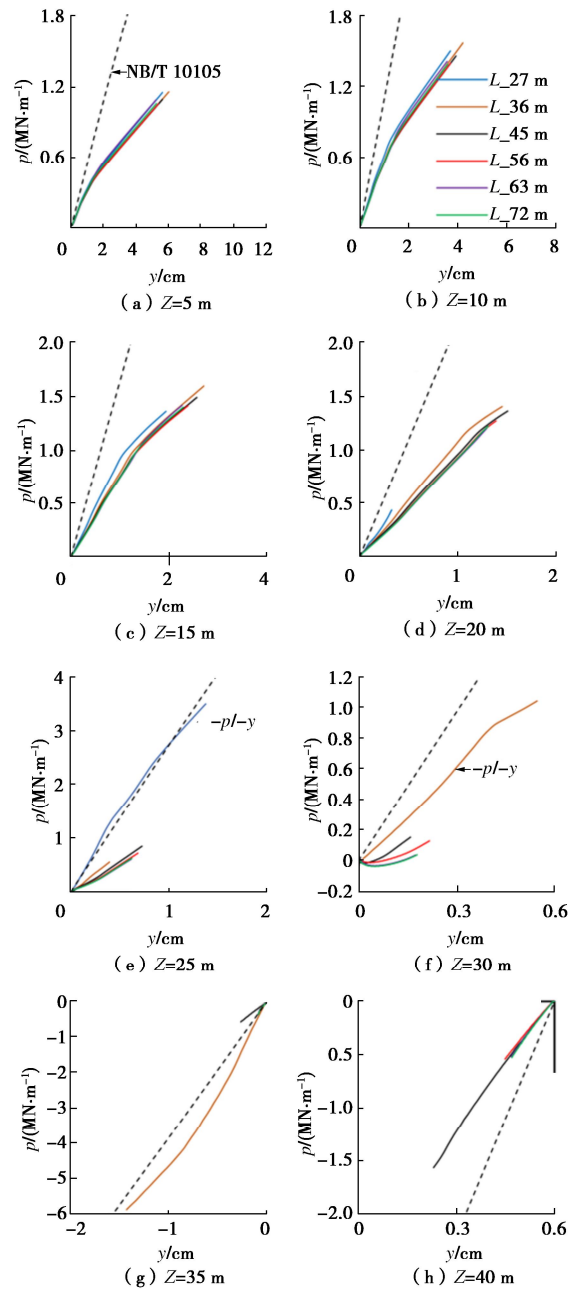 1.8
1.2
0.6
0
2
4
6
8
10
12
p/(MN·m⁻¹)
y/cm
NB/T 10105
(a) Z=5 m
1.8
1.2
0.6
0
2
4
6
8
p/(MN·m⁻¹)
y/cm
L_27 m
L_36 m
L_45 m
L_56 m
L_63 m
L_72 m
(b) Z=10 m
2.0
1.5
1.0
0.5
0
2
4
p/(MN·m⁻¹)
y/cm
(c) Z=15 m
2.0
1.5
1.0
0.5
0
1
2
p/(MN·m⁻¹)
y/cm
(d) Z=20 m
4
3
2
1
0
1
2
p/(MN·m⁻¹)
y/cm
-p/-y
(e) Z=25 m
1.2
1.0
0.8
0.6
0.4
0.2
0
-0.2
0
0.3
0.6
p/(MN·m⁻¹)
y/cm
-p/-y
(f) Z=30 m
0
-1
-2
-3
-4
-5
-6
-2
-1
0
p/(MN·m⁻¹)
y/cm
(g) Z=35 m
0
0.5
-1.0
-1.5
-2.0
0
0.3
0.6
p/(MN·m⁻¹)
y/cm
(h) Z=40 m